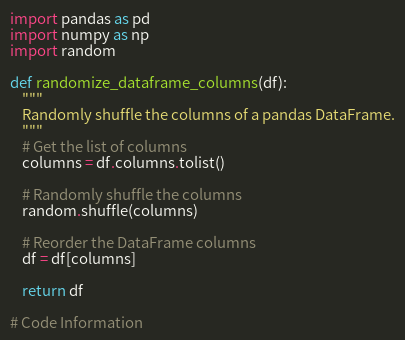 import pandas as pd
import numpy as np
import random

def randomize_dataframe_columns(df):
    """
    Randomly shuffle the columns of a pandas DataFrame.
    """
    # Get the list of columns
    columns = df.columns.tolist()

    # Randomly shuffle the columns
    random.shuffle(columns)

    # Reorder the DataFrame columns
    df = df[columns]

    return df

# Code Information